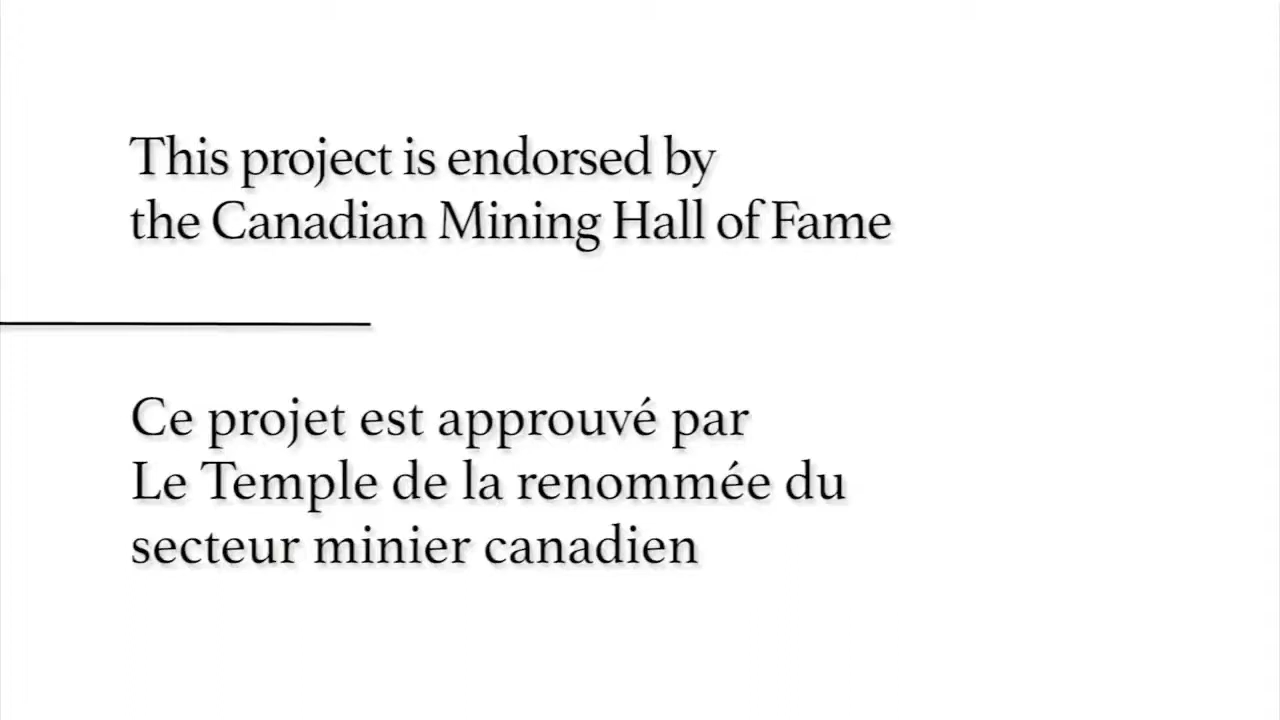 This project is endorsed by
the Canadian Mining Hall of Fame
Ce projet est approuvé par
Le Temple de la renommée du
secteur minier canadien